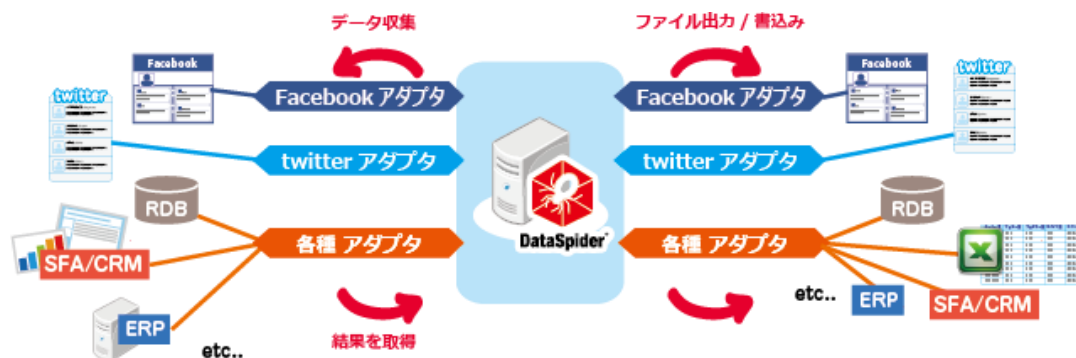 データ収集
ファイル出力 / 書込み
Facebook
Facebook アダプタ
Facebook アダプタ
Facebook
twitter
twitter
twitter アダプタ
twitter アダプタ
RDB
RDB
SFA/CRM
各種 アダプタ
DataSpider
各種 アダプタ
ERP
etc..
ERP
SFA/CRM
結果を取得
etc..